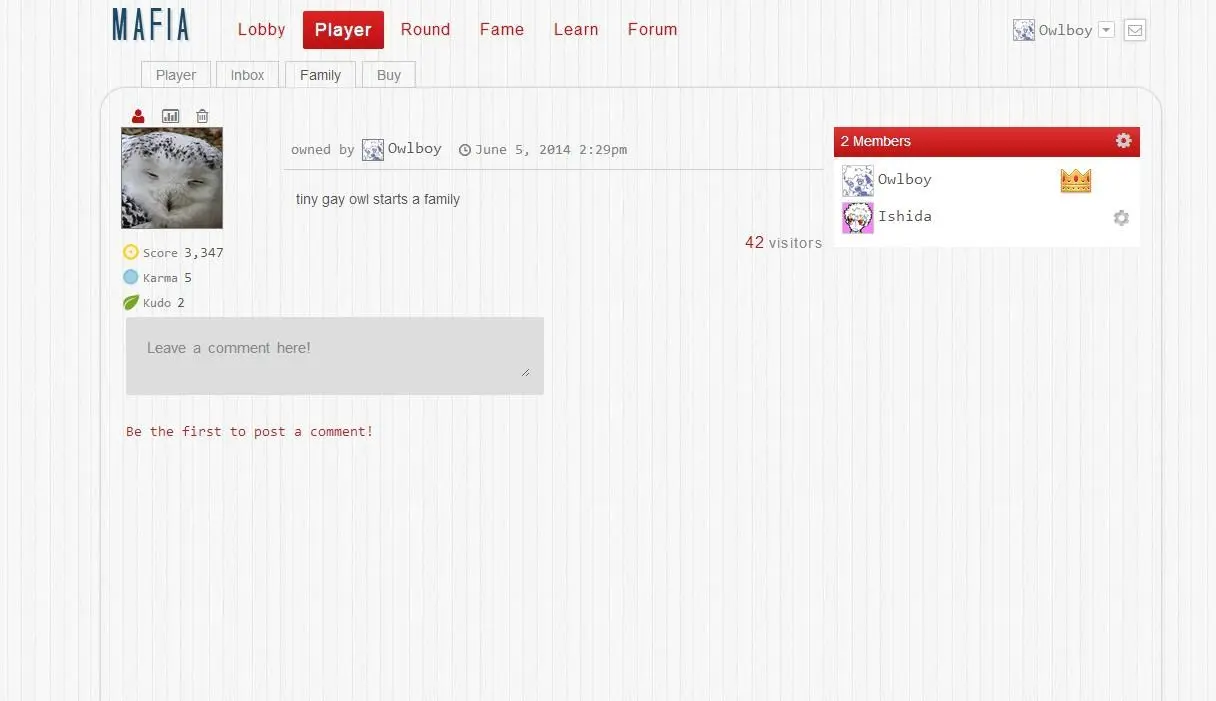 MAFIA
Lobby Player Round Fame Learn Forum
Owlboy
Player Inbox Family Buy
owned by Owlboy June 5, 2014 2:29pm
tiny gay owl starts a family
42 visitors
Score 3,347
Karma 5
Kudo 2
Leave a comment here!
Be the first to post a comment!
2 Members
Owlboy
Ishida